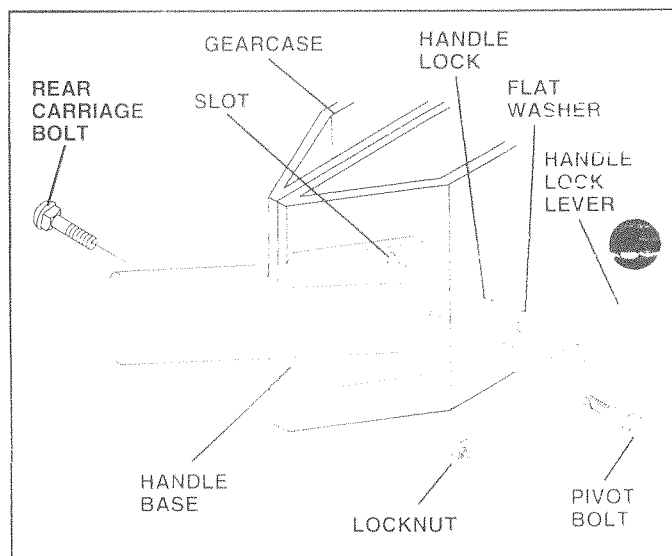 GEARCASE
HANDLE
LOCK
REAR
CARRIAGE
BOLT
SLOT
FLAT
WASHER
HANDLE
LOCK
LEVER
HANDLE
BASE
LOCKNUT
PIVOT
BOLT